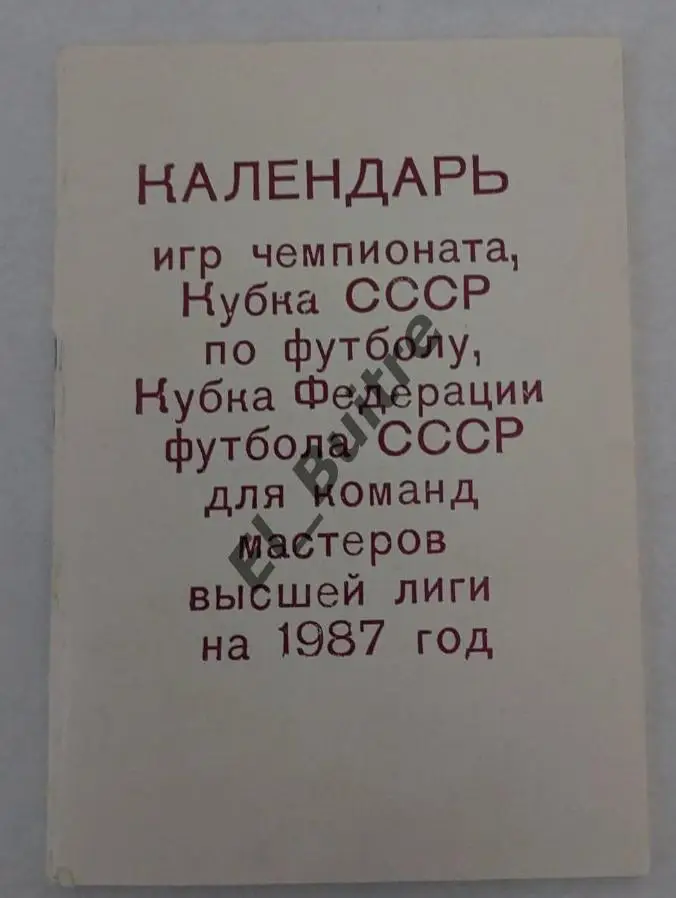 КАЛЕНДАРЬ
игр чемпионата,
Кубка СССР
по футболу,
Кубка Федерации
футбола СССР
для команд
мастеров
высшей лиги
на 1987 год
El_Buitre